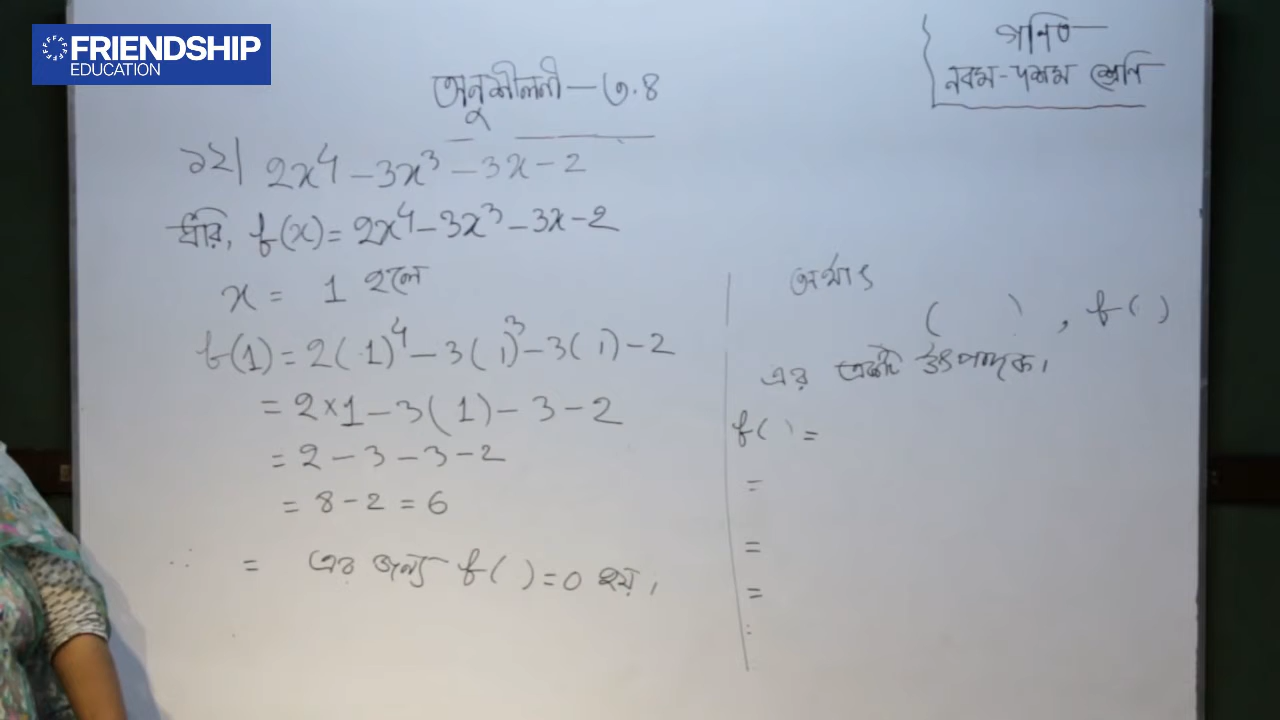 FRIENDSHIP
EDUCATION
গণিত
নবম-দশম শ্রেণি
অনুশীলনী—৩.৪
১২| 2x⁴ – 3x³ – 3x – 2
ধরি, f(x) = 2x⁴ – 3x³ – 3x – 2
x = 1 হলে
f(1) = 2(1)⁴ – 3(1)³ – 3(1) – 2
= 2×1 – 3(1) – 3 – 2
= 2 – 3 – 3 – 2
= 8 – 2 = 6
∴ = এর জন্য f( ) = 0 হয়।
অর্থাৎ
( ), f( )
এর একটি উৎপাদক।
f( ) =
=
=
=
: